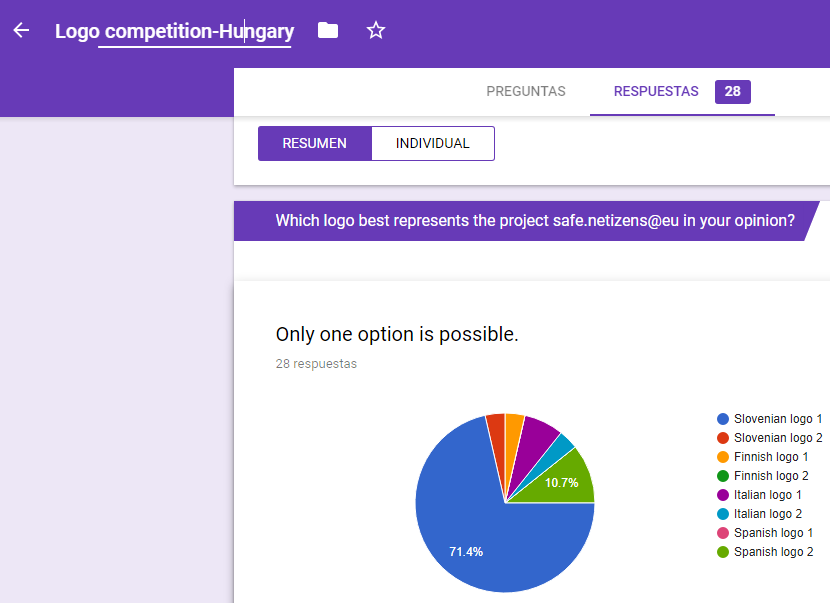 Logo competition-Hungary
PREGUNTAS RESPUESTAS 28
RESUMEN INDIVIDUAL
Which logo best represents the project safe.netizens@eu in your opinion?
Only one option is possible.
28 respuestas
10.7%
71.4%
Slovenian logo 1
Slovenian logo 2
Finnish logo 1
Finnish logo 2
Italian logo 1
Italian logo 2
Spanish logo 1
Spanish logo 2